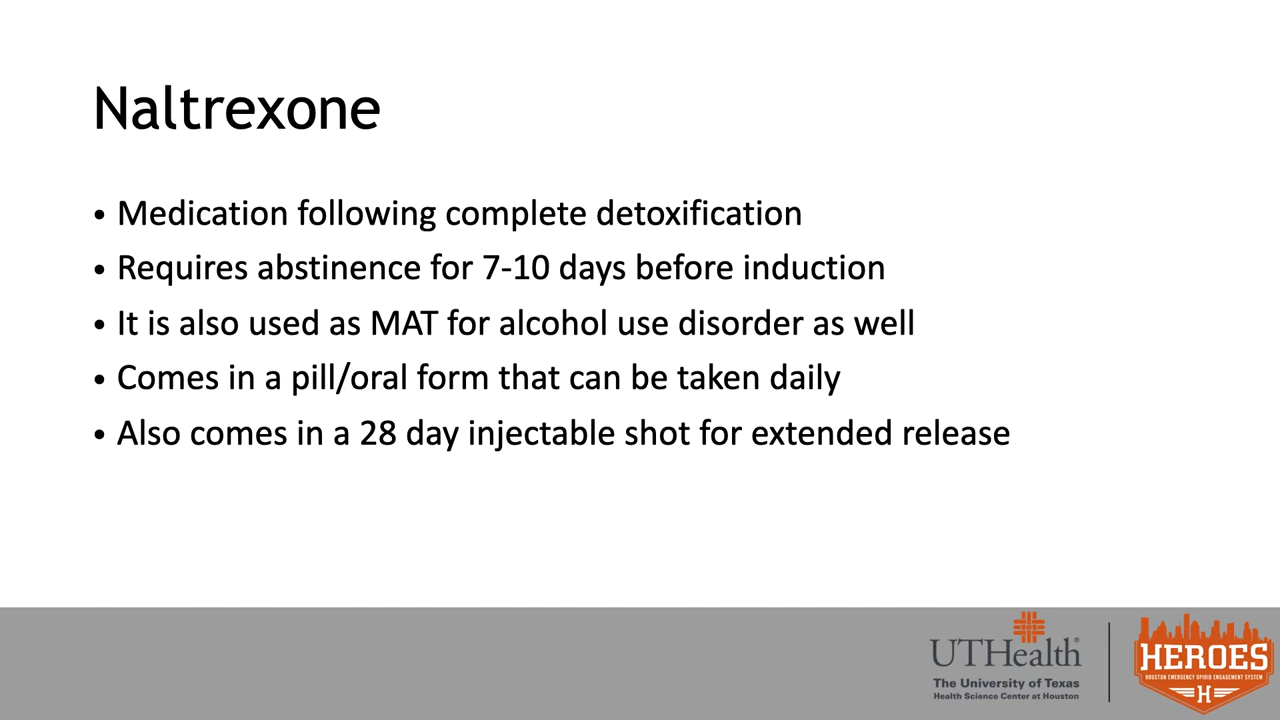 Naltrexone
• Medication following complete detoxification
• Requires abstinence for 7-10 days before induction
• It is also used as MAT for alcohol use disorder as well
• Comes in a pill/oral form that can be taken daily
• Also comes in a 28 day injectable shot for extended release
UTHealth®
The University of Texas
Health Science Center at Houston
HEROES
HOUSTON EMERGENCY OPIOID ENGAGEMENT SYSTEM
H